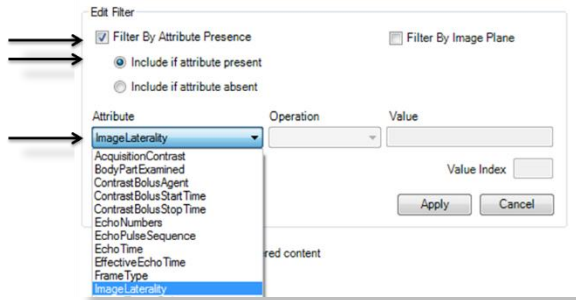 Edit Filter
Filter By Attribute Presence
Filter By Image Plane
Include if attribute present
Include if attribute absent
Attribute
Operation
Value
ImageLaterality
AcquisitionContrast
BodyPartExamined
ContrastBolusAgent
ContrastBolusStartTime
ContrastBolusStopTime
EchoNumbers
EchoPulseSequence
EchoTime
EffectiveEchoTime
FrameType
ImageLaterality
Value Index
Apply
Cancel
red content